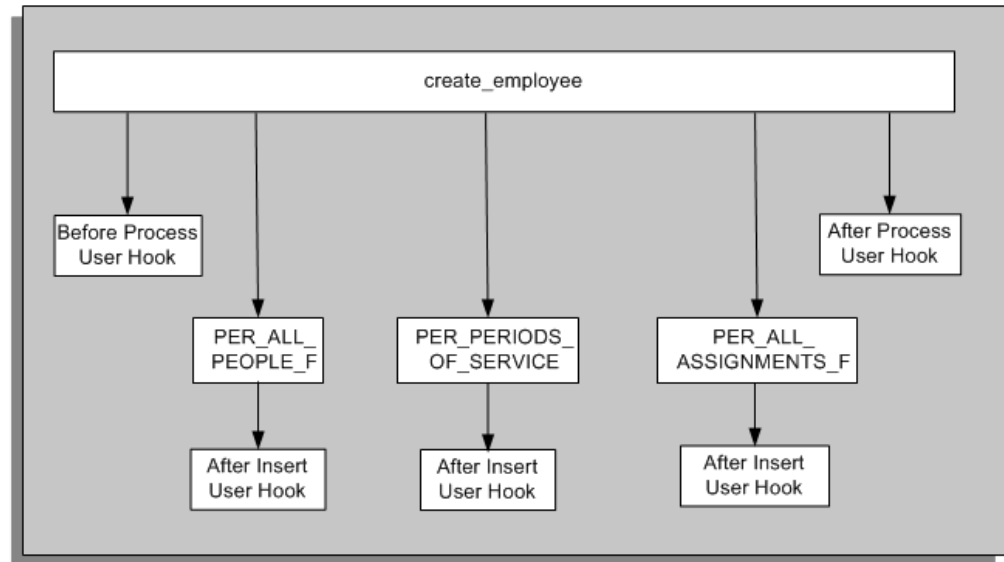 create_employee
Before Process
User Hook
After Process
User Hook
PER_ALL_
PEOPLE_F
PER_PERIODS_
OF_SERVICE
PER_ALL_
ASSIGNMENTS_F
After Insert
User Hook
After Insert
User Hook
After Insert
User Hook